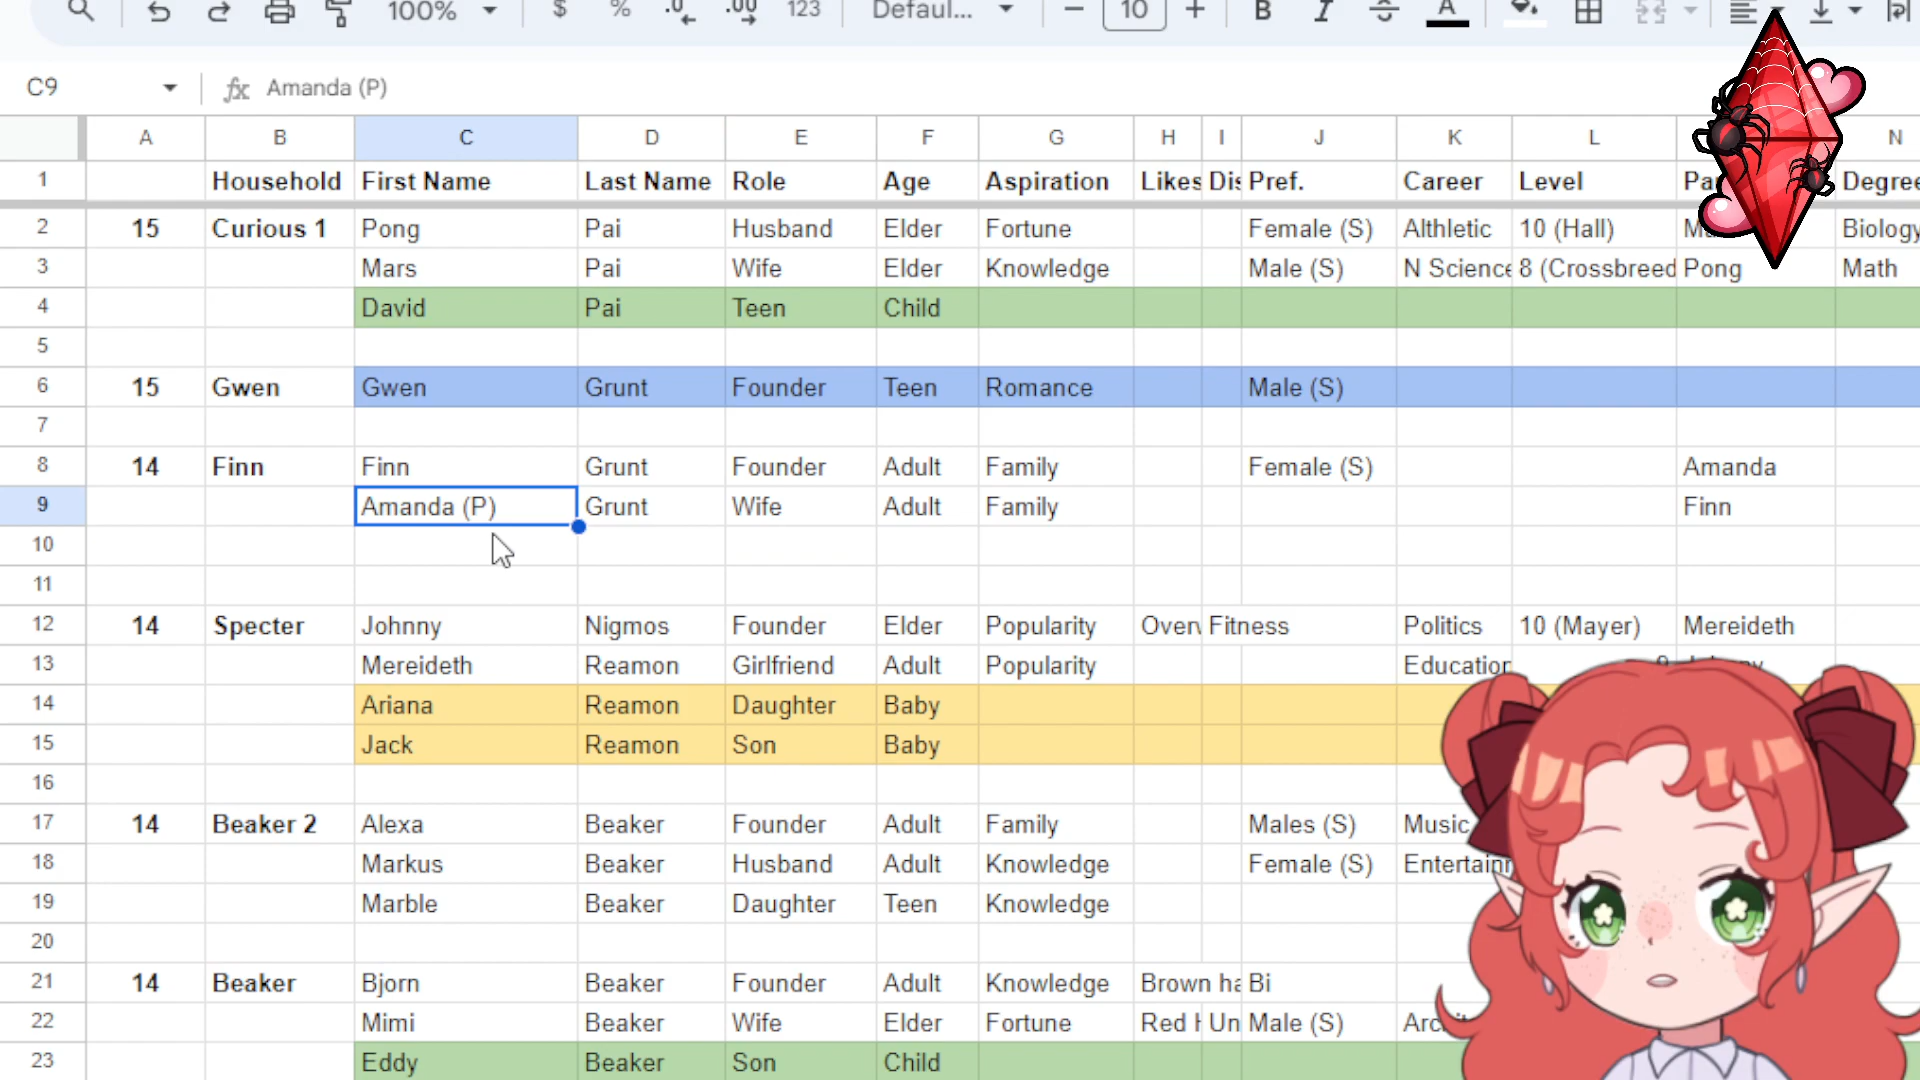 100% $ % .0 .00 123 Defaul... 10 B I A
C9 fx Amanda (P)
A B C D E F G H I J K L N
1 Household First Name Last Name Role Age Aspiration Likes Pref. Career Level Degree
2 15 Curious 1 Pong Pai Husband Elder Fortune Female (S) Althletic 10 (Hall) Biology
3 Mars Pai Wife Elder Knowledge Male (S) N Science 8 (Crossbreed Pong Math
4 David Pai Teen Child
5
6 15 Gwen Gwen Grunt Founder Teen Romance Male (S)
7
8 14 Finn Finn Grunt Founder Adult Family Female (S) Amanda
9 Amanda (P) Grunt Wife Adult Family Finn
10
11
12 14 Specter Johnny Nigmos Founder Elder Popularity Fitness Politics 10 (Mayer) Mereideth
13 Mereideth Reamon Girlfriend Adult Popularity Education
14 Ariana Reamon Daughter Baby
15 Jack Reamon Son Baby
16
17 14 Beaker 2 Alexa Beaker Founder Adult Family Males (S) Music
18 Markus Beaker Husband Adult Knowledge Female (S)
19 Marble Beaker Daughter Teen Knowledge
20
21 14 Beaker Bjorn Beaker Founder Adult Knowledge Brown ha Bi
22 Mimi Beaker Wife Elder Fortune Red Un Male (S)
23 Eddy Beaker Son Child